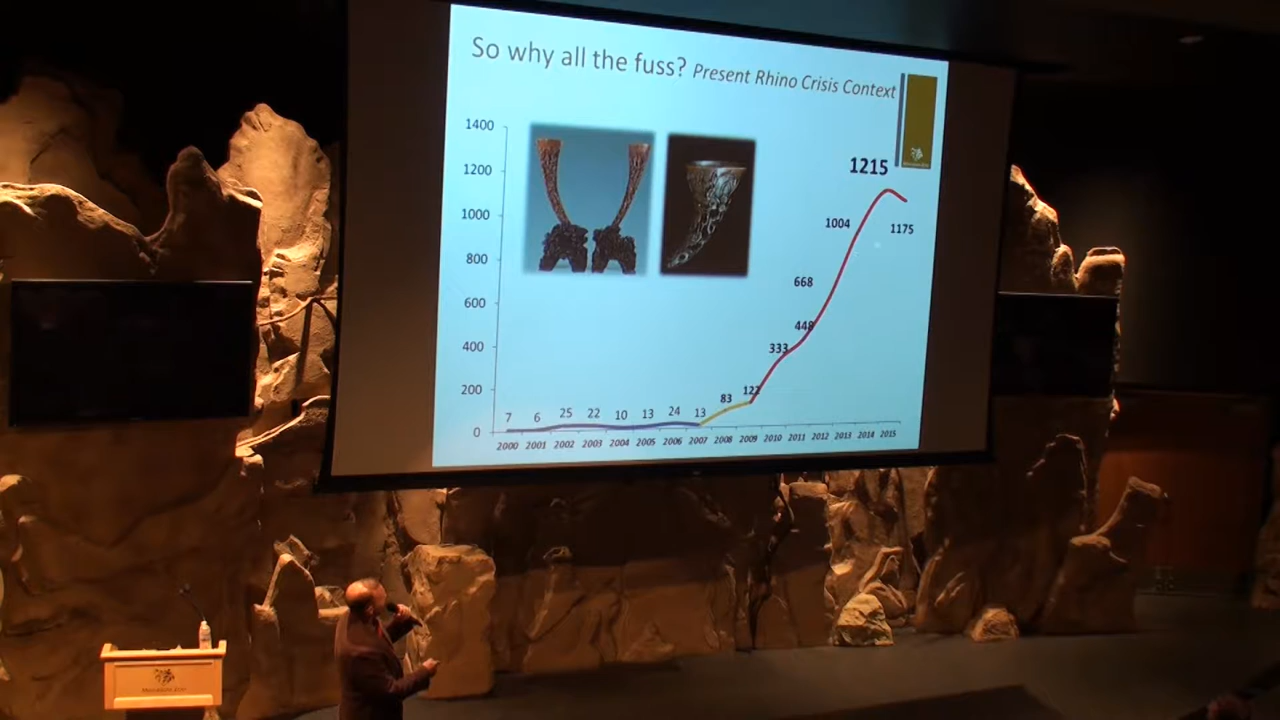 So why all the fuss? Present Rhino Crisis Context
1400
1200
1000
800
600
400
200
0
7 6 25 22 10 13 24 13 83 122 333 448 668 1004 1215 1175
2000 2001 2002 2003 2004 2005 2006 2007 2008 2009 2010 2011 2012 2013 2014 2015